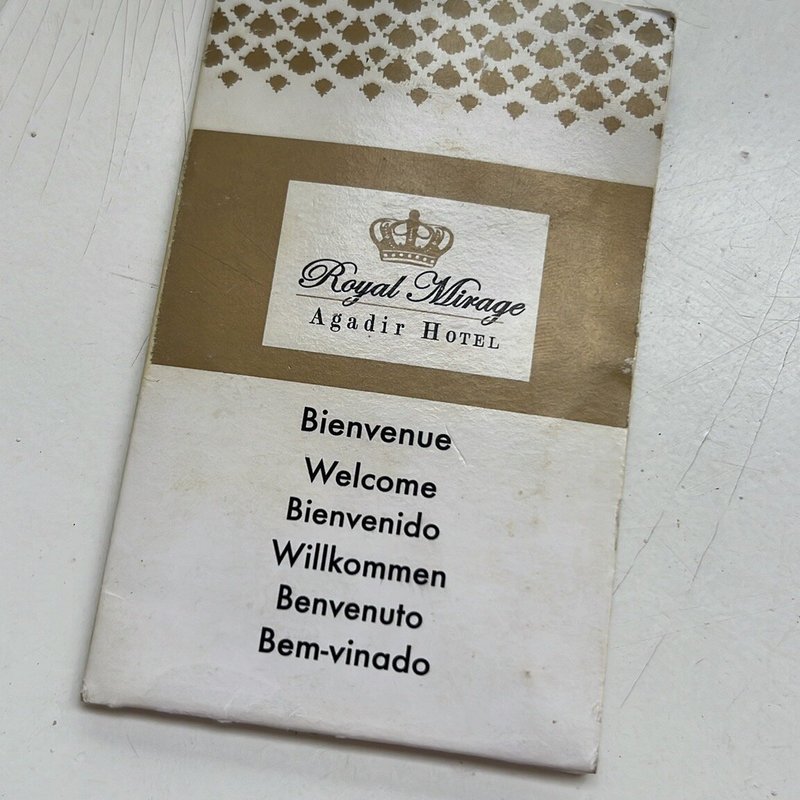 Royal Mirage
Agadir HOTEL
Bienvenue
Welcome
Bienvenido
Willkommen
Benvenuto
Bem-vinado